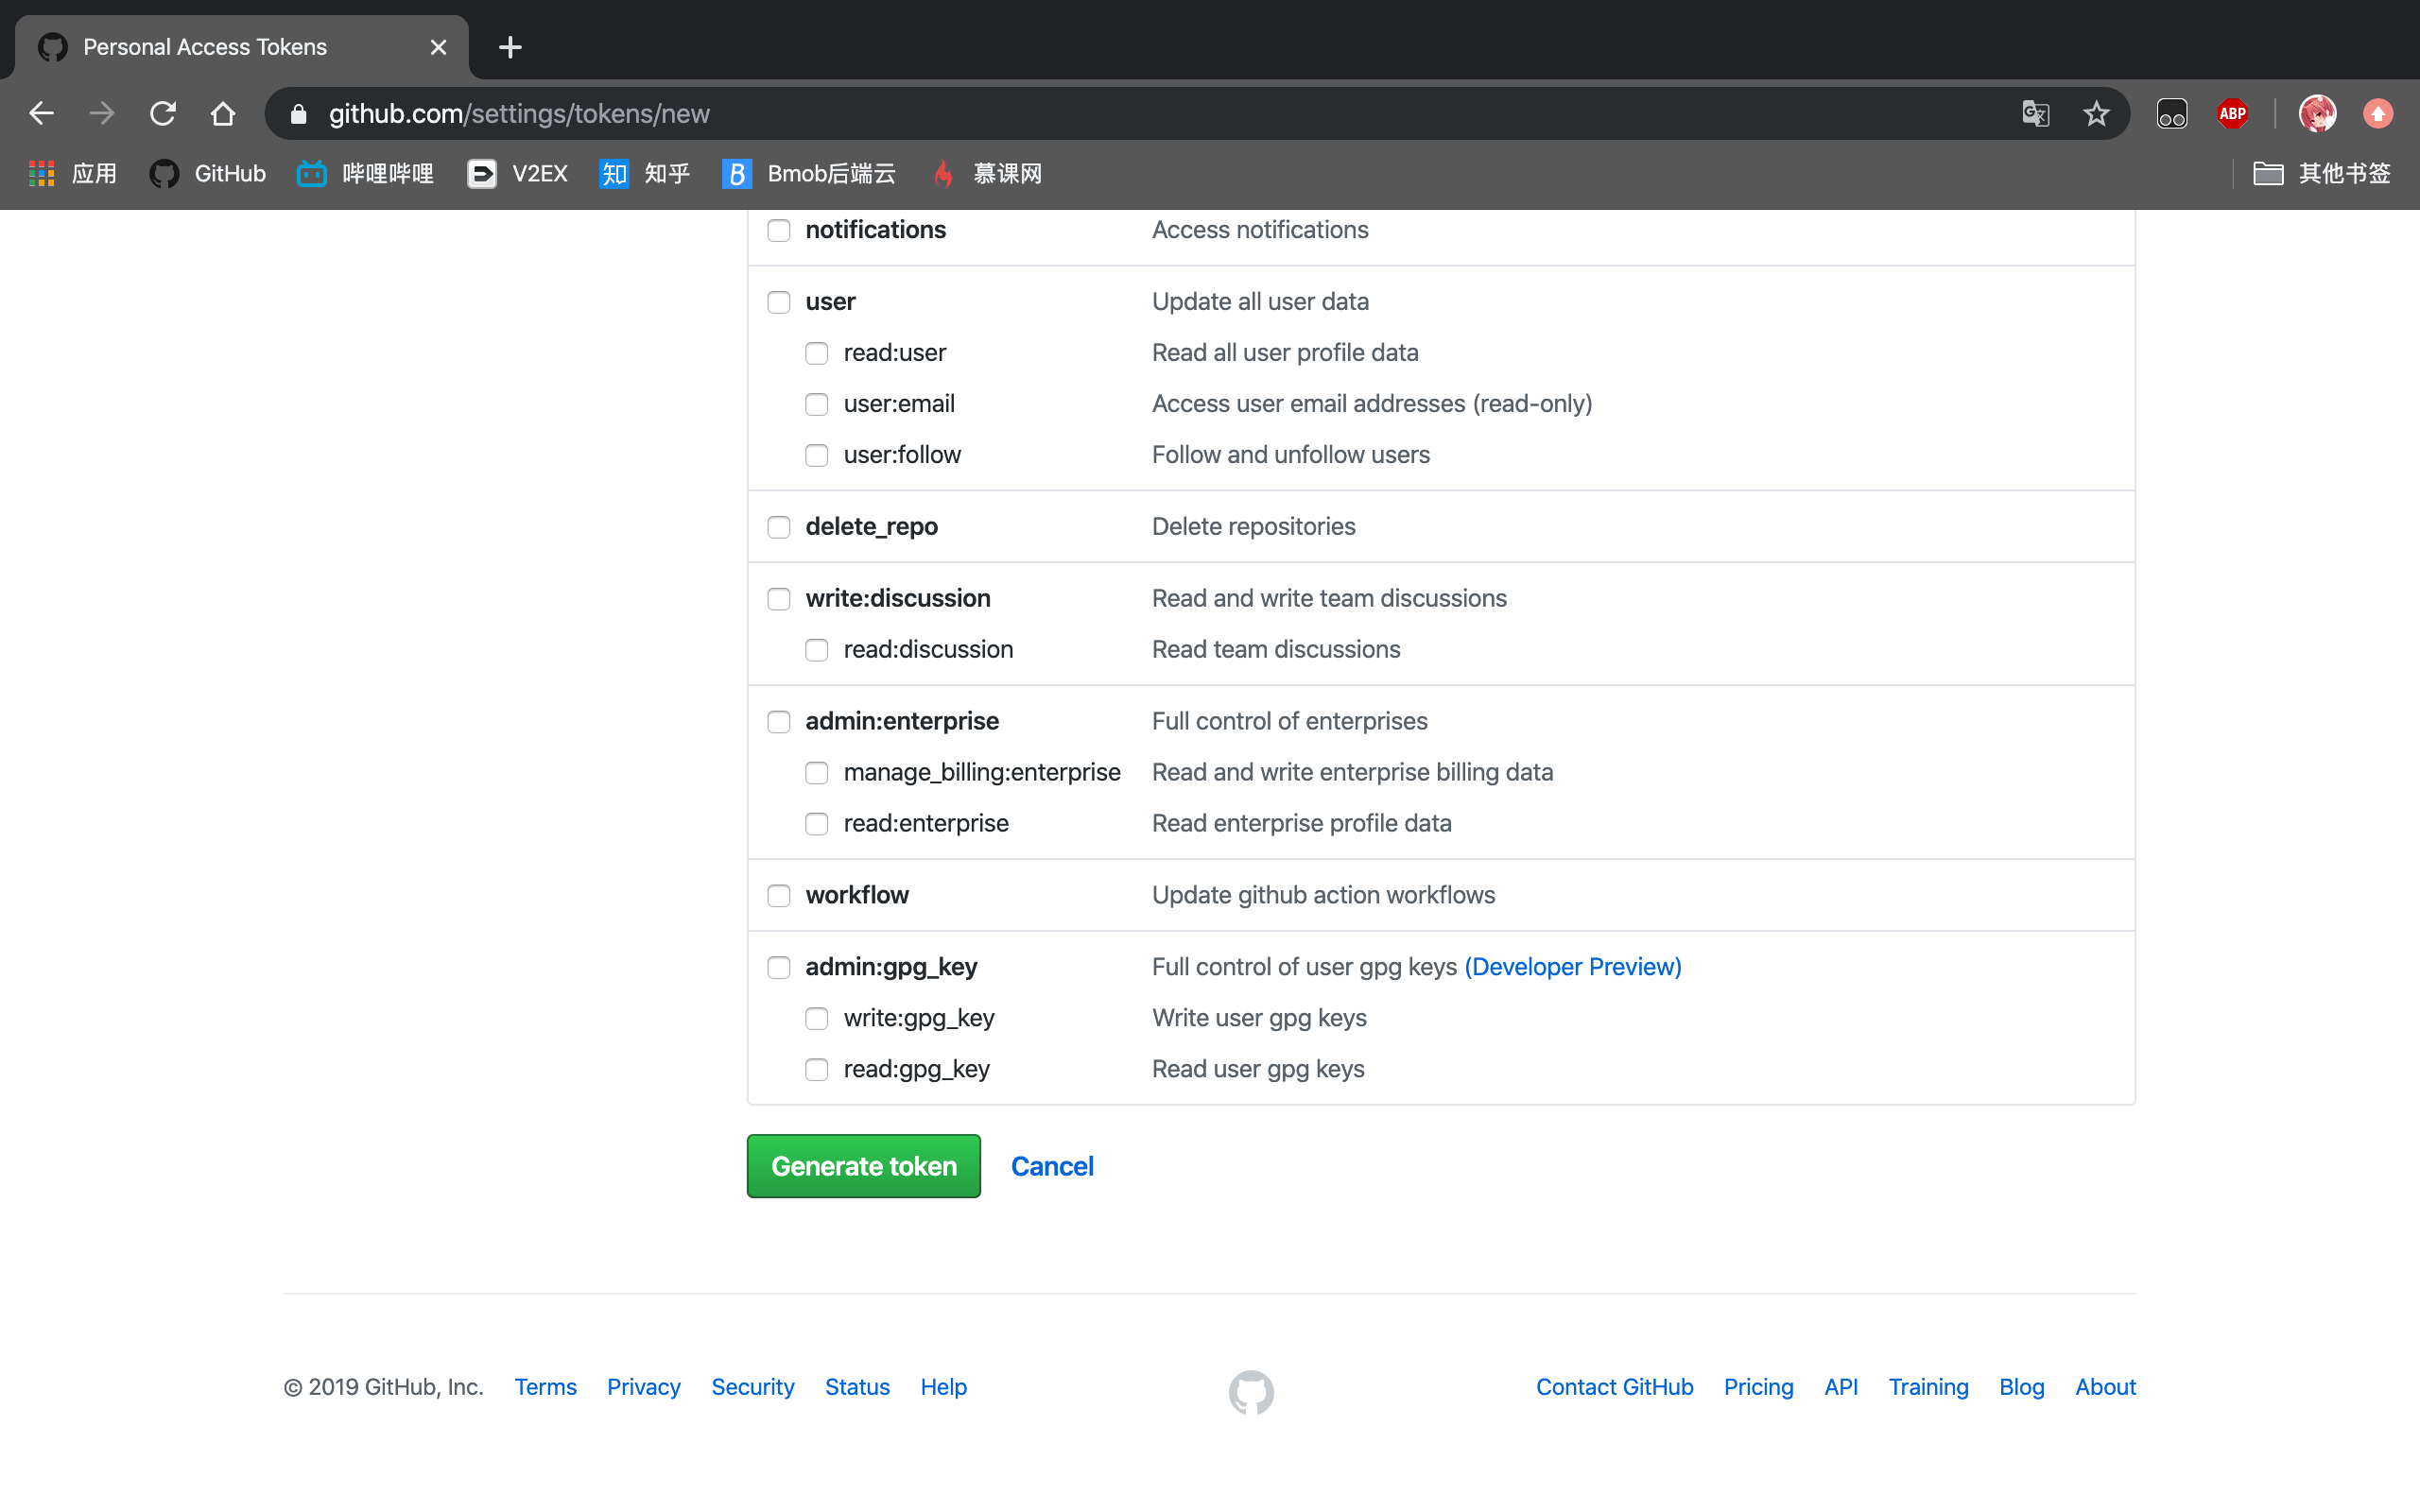 Personal Access Tokens
github.com/settings/tokens/new
ABP
应用 GitHub 哔哩哔哩 V2EX 知 知乎 B Bmob后端云 慕课网 其他书签
notifications Access notifications
user Update all user data
read:user Read all user profile data
user:email Access user email addresses (read-only)
user:follow Follow and unfollow users
delete_repo Delete repositories
write:discussion Read and write team discussions
read:discussion Read team discussions
admin:enterprise Full control of enterprises
manage_billing:enterprise Read and write enterprise billing data
read:enterprise Read enterprise profile data
workflow Update github action workflows
admin:gpg_key Full control of user gpg keys (Developer Preview)
write:gpg_key Write user gpg keys
read:gpg_key Read user gpg keys
Generate token Cancel
© 2019 GitHub, Inc. Terms Privacy Security Status Help Contact GitHub Pricing API Training Blog About